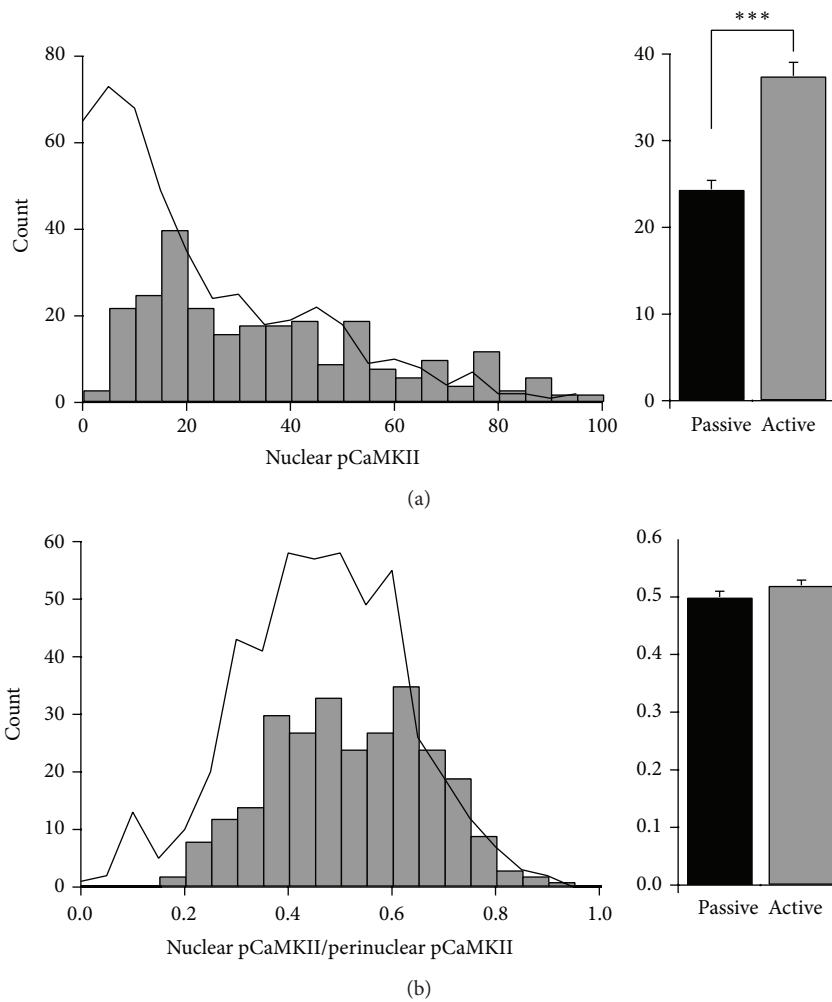 80
60
40
20
0
Count
0 20 40 60 80 100
Nuclear pCaMKII
***
40
30
20
10
0
Passive Active
(a)
60
50
40
30
20
10
0
Count
0.0 0.2 0.4 0.6 0.8 1.0
Nuclear pCaMKII/perinuclear pCaMKII
0.6
0.5
0.4
0.3
0.2
0.1
0.0
Passive Active
(b)